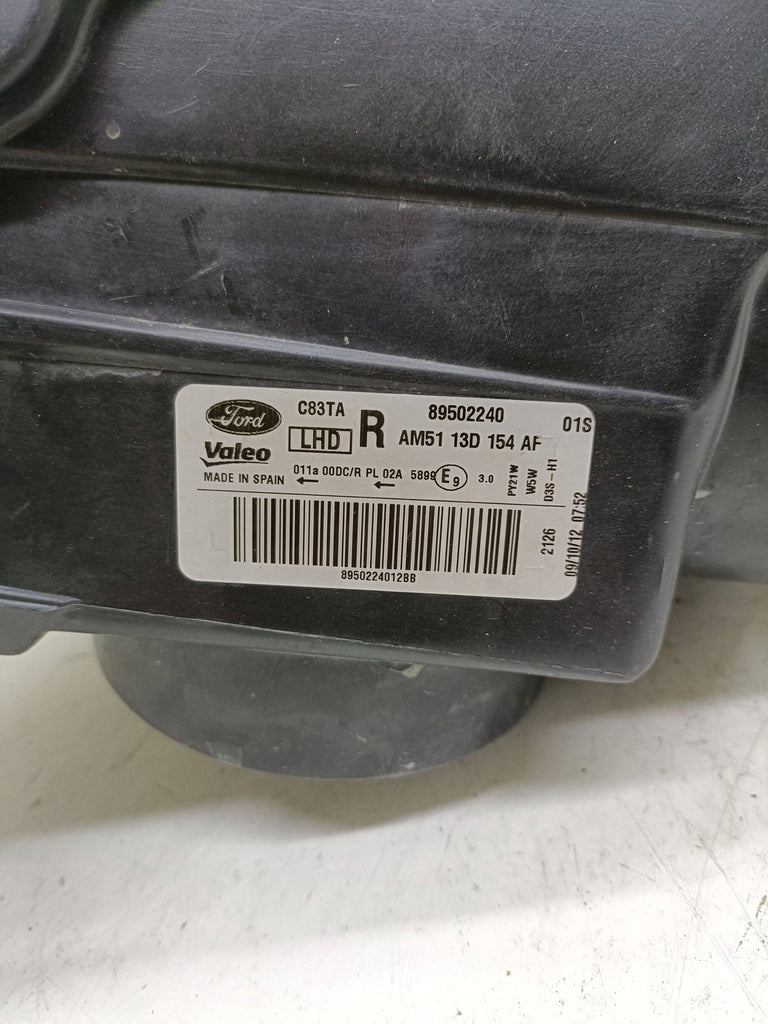 Ford
C83TA
89502240
01S
Valeo
LHD
R
AM51 13D 154 AF
MADE IN SPAIN
011a 00DC/R PL 02A 5899
E9
3.0
PY21W
W5W
D3S-H1
2126
09/10/12 07:52
8950224012BB